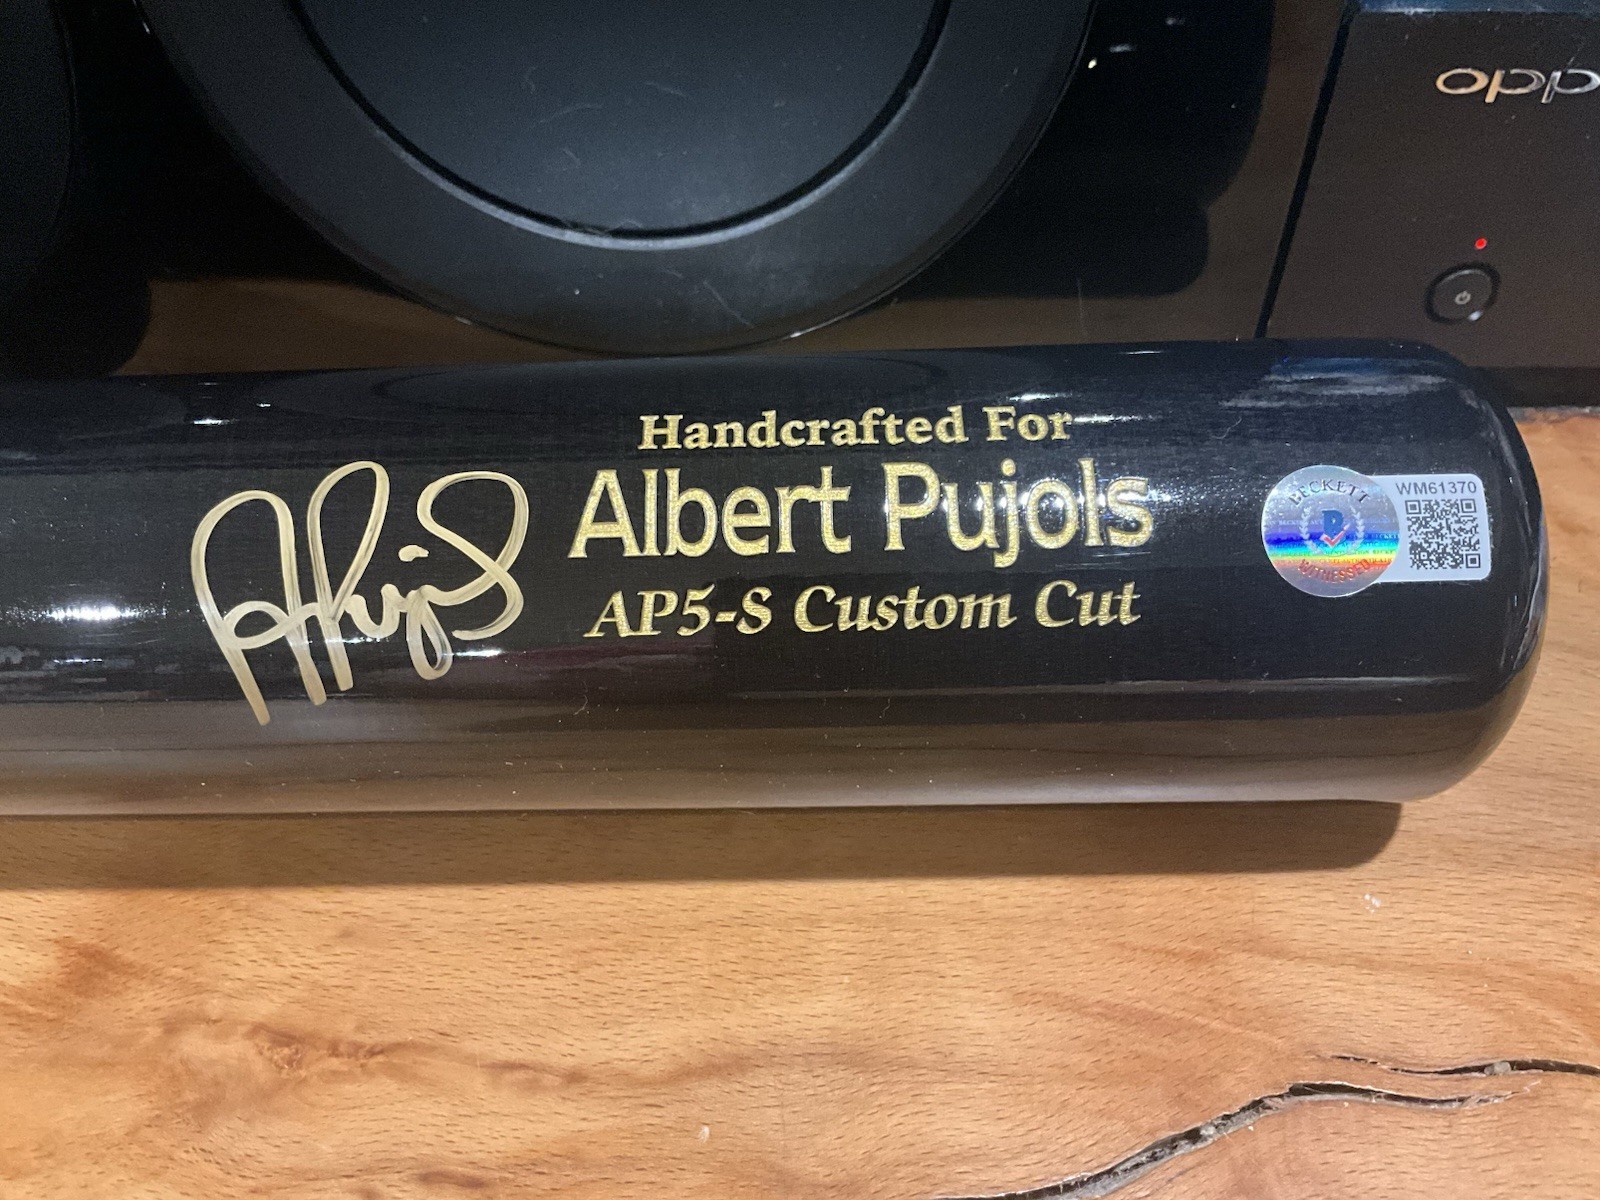 oppo
Handcrafted For
Albert Pujols
AP5-S Custom Cut
BECKETT
WITNESSED
WM61370